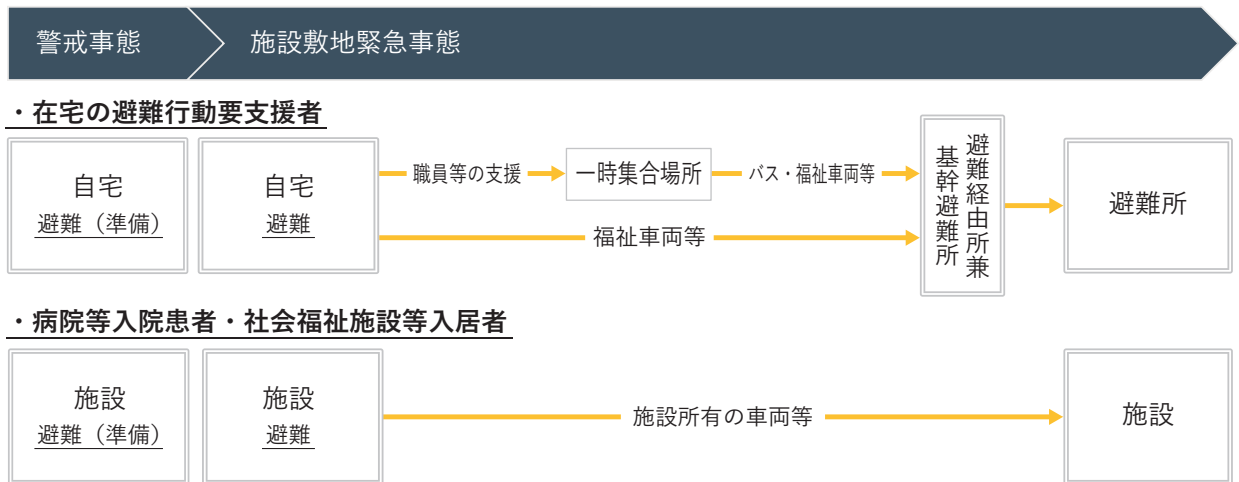 警戒事態
施設敷地緊急事態
・在宅の避難行動要支援者
自宅
避難（準備）
自宅
避難
職員等の支援
一時集合場所
バス・福祉車両等
福祉車両等
避難経由所兼
基幹避難所
避難所
・病院等入院患者・社会福祉施設等入居者
施設
避難（準備）
施設
避難
施設所有の車両等
施設